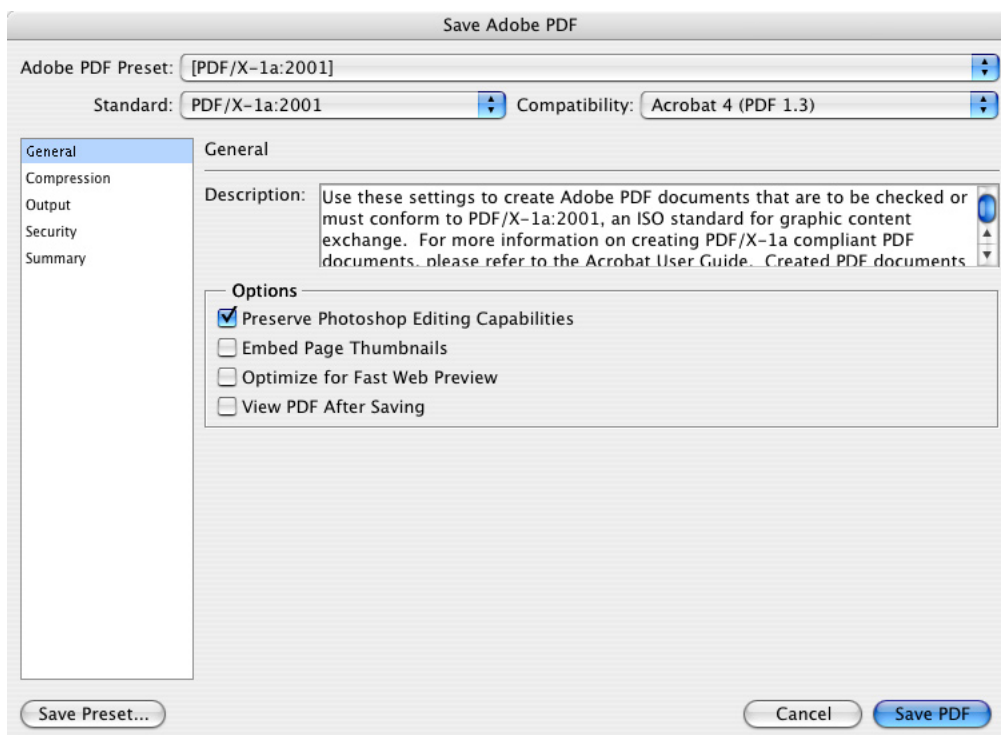 Save Adobe PDF
Adobe PDF Preset: [PDF/X-1a:2001]
Standard: PDF/X-1a:2001 Compatibility: Acrobat 4 (PDF 1.3)
General
Compression
Output
Security
Summary
General
Description: Use these settings to create Adobe PDF documents that are to be checked or
must conform to PDF/X-1a:2001, an ISO standard for graphic content
exchange. For more information on creating PDF/X-1a compliant PDF
documents, please refer to the Acrobat User Guide. Created PDF documents
Options
Preserve Photoshop Editing Capabilities
Embed Page Thumbnails
Optimize for Fast Web Preview
View PDF After Saving
Save Preset... Cancel Save PDF